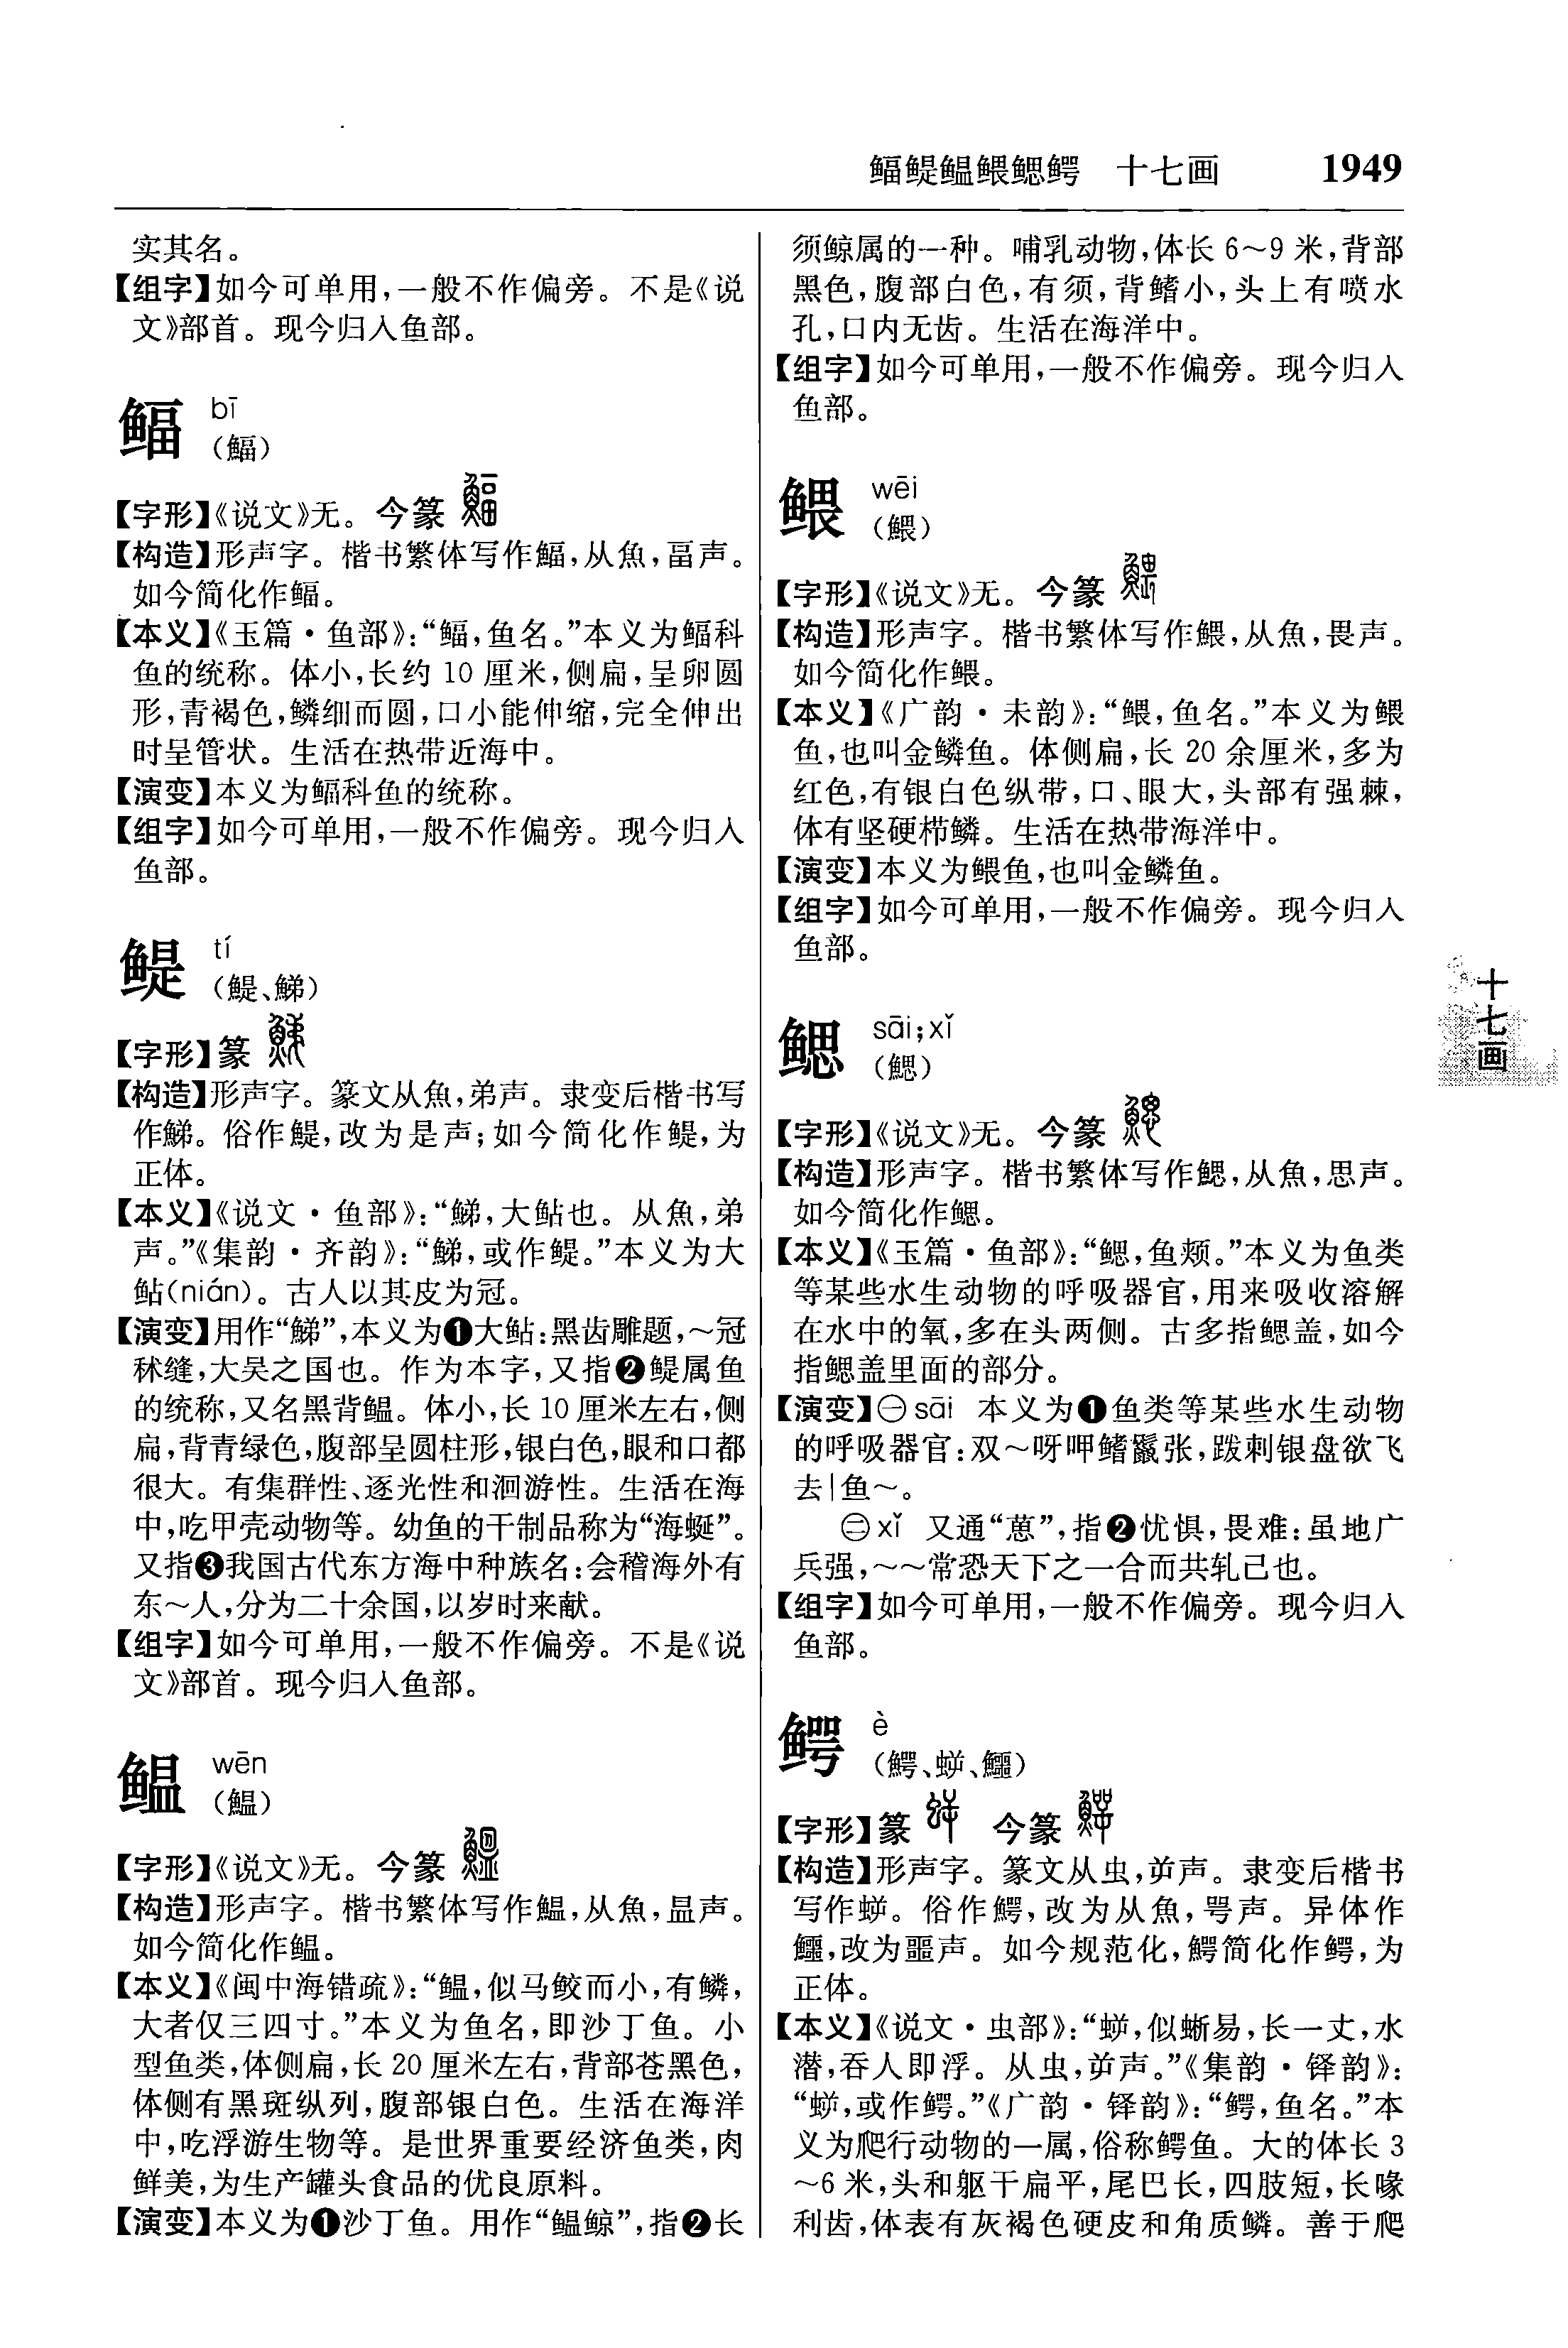 鲾鳀鳁鳂鳃鳄　十七画　1949
实其名。
【组字】如今可单用，一般不作偏旁。不是《说
文》部首。现今归入鱼部。
鲾 bī
（鰏）
【字形】《说文》无。今篆
【构造】形声字。楷书繁体写作鰏，从魚，畐声。
如今简化作鲾。
【本义】《玉篇·鱼部》：“鲾，鱼名。”本义为鲾科
鱼的统称。体小，长约 10 厘米，侧扁，呈卵圆
形，青褐色，鳞细而圆，口小能伸缩，完全伸出
时呈管状。生活在热带近海中。
【演变】本义为鲾科鱼的统称。
【组字】如今可单用，一般不作偏旁。现今归入
鱼部。
鳀 tí
（鯷、鮷）
【字形】篆
【构造】形声字。篆文从魚，弟声。隶变后楷书写
作鮷。俗作鯷，改为是声；如今简化作鳀，为
正体。
【本义】《说文·鱼部》：“鮷，大鲇也。从魚，弟
声。”《集韵·齐韵》：“鮷，或作鳀。”本义为大
鲇(nián)。古人以其皮为冠。
【演变】用作“鮷”，本义为❶大鲇：黑齿雕题，～冠
秫缝，大吴之国也。作为本字，又指❷鳀属鱼
的统称，又名黑背鳁。体小，长 10 厘米左右，侧
扁，背青绿色，腹部呈圆柱形，银白色，眼和口都
很大。有集群性、逐光性和洄游性。生活在海
中，吃甲壳动物等。幼鱼的干制品称为“海蜒”。
又指❸我国古代东方海中种族名：会稽海外有
东～人，分为二十余国，以岁时来献。
【组字】如今可单用，一般不作偏旁。不是《说
文》部首。现今归入鱼部。
鳁 wēn
（鰛）
【字形】《说文》无。今篆
【构造】形声字。楷书繁体写作鰛，从魚，昷声。
如今简化作鳁。
【本义】《闽中海错疏》：“鳁，似马鲛而小，有鳞，
大者仅三四寸。”本义为鱼名，即沙丁鱼。小
型鱼类，体侧扁，长 20 厘米左右，背部苍黑色，
体侧有黑斑纵列，腹部银白色。生活在海洋
中，吃浮游生物等。是世界重要经济鱼类，肉
鲜美，为生产罐头食品的优良原料。
【演变】本义为❶沙丁鱼。用作“鳁鲸”，指❷长
须鲸属的一种。哺乳动物，体长 6～9 米，背部
黑色，腹部白色，有须，背鳍小，头上有喷水
孔，口内无齿。生活在海洋中。
【组字】如今可单用，一般不作偏旁。现今归入
鱼部。
鳂 wēi
（鰃）
【字形】《说文》无。今篆
【构造】形声字。楷书繁体写作鰃，从魚，畏声。
如今简化作鳂。
【本义】《广韵·未韵》：“鳂，鱼名。”本义为鳂
鱼，也叫金鳞鱼。体侧扁，长 20 余厘米，多为
红色，有银白色纵带，口、眼大，头部有强棘，
体有坚硬栉鳞。生活在热带海洋中。
【演变】本义为鳂鱼，也叫金鳞鱼。
【组字】如今可单用，一般不作偏旁。现今归入
鱼部。
鳃 sāi；xǐ
（鰓）
【字形】《说文》无。今篆
【构造】形声字。楷书繁体写作鰓，从魚，思声。
如今简化作鳃。
【本义】《玉篇·鱼部》：“鳃，鱼颊。”本义为鱼类
等某些水生动物的呼吸器官，用来吸收溶解
在水中的氧，多在头两侧。古多指鳃盖，如今
指鳃盖里面的部分。
【演变】㊀sāi　本义为❶鱼类等某些水生动物
的呼吸器官：双～呀呷鳍鬣张，跋剌银盘欲飞
去|鱼～。
㊁xǐ　又通“葸”，指❷忧惧，畏难：虽地广
兵强，～～常恐天下之一合而共轧己也。
【组字】如今可单用，一般不作偏旁。现今归入
鱼部。
鳄 è
（鰐、蝷、鱷）
【字形】篆　今篆
【构造】形声字。篆文从虫，屰声。隶变后楷书
写作。俗作鰐，改为从魚，咢声。异体作
鱷，改为噩声。如今规范化，鰐简化作鳄，为
正体。
【本义】《说文·虫部》：“，似蜥易，长一丈，水
潜，吞人即浮。从虫，屰声。”《集韵·铎韵》：
“，或作鳄。”《广韵·铎韵》：“鳄，鱼名。”本
义为爬行动物的一属，俗称鳄鱼。大的体长 3
～6 米，头和躯干扁平，尾巴长，四肢短，长喙
利齿，体表有灰褐色硬皮和角质鳞。善于爬
十七画